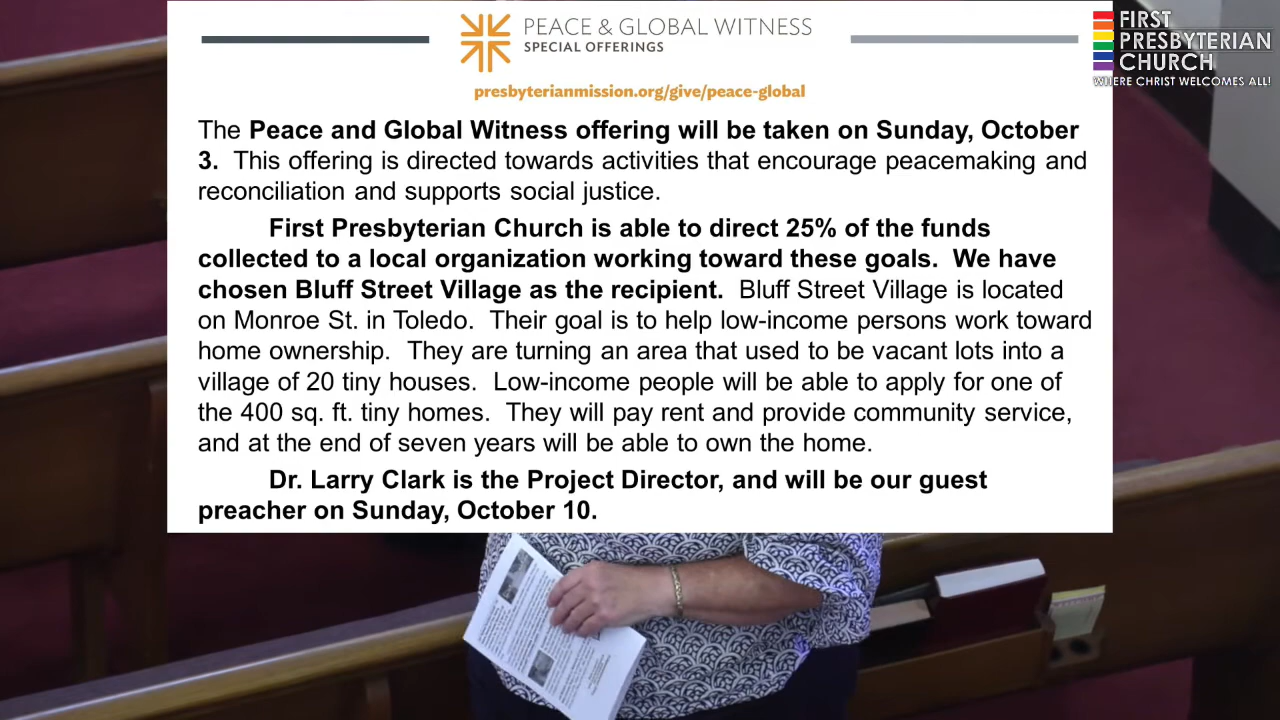 PEACE & GLOBAL WITNESS
SPECIAL OFFERINGS
presbyterianmission.org/give/peace-global
FIRST
PRESBYTERIAN
CHURCH
WHERE CHRIST WELCOMES ALL!
The Peace and Global Witness offering will be taken on Sunday, October
3. This offering is directed towards activities that encourage peacemaking and
reconciliation and supports social justice.
First Presbyterian Church is able to direct 25% of the funds
collected to a local organization working toward these goals. We have
chosen Bluff Street Village as the recipient. Bluff Street Village is located
on Monroe St. in Toledo. Their goal is to help low-income persons work toward
home ownership. They are turning an area that used to be vacant lots into a
village of 20 tiny houses. Low-income people will be able to apply for one of
the 400 sq. ft. tiny homes. They will pay rent and provide community service,
and at the end of seven years will be able to own the home.
Dr. Larry Clark is the Project Director, and will be our guest
preacher on Sunday, October 10.